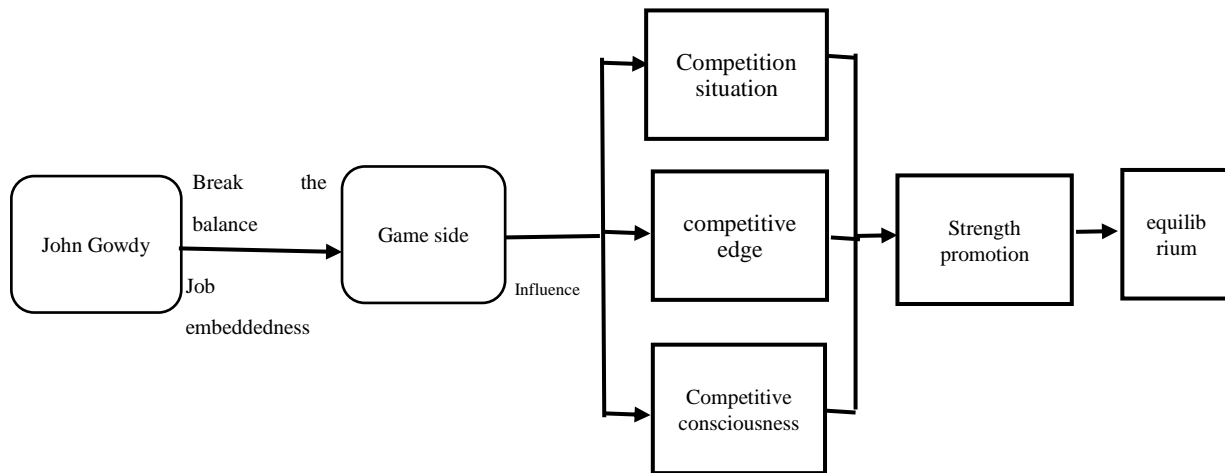 John Gowdy
Break the
balance
Job
embeddedness
Game side
Influence
Competition
situation
competitive
edge
Competitive
consciousness
Strength
promotion
equilib
rium